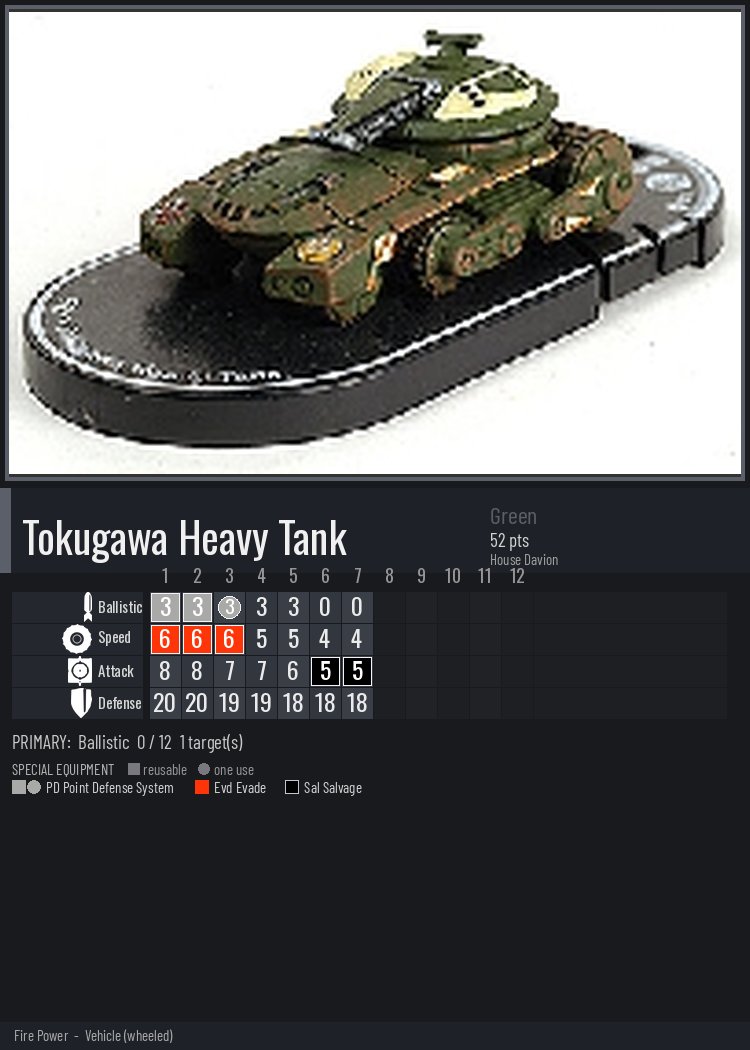 Tokugawa Heavy Tank
Green
52 pts
House Davion
1 2 3 4 5 6 7 8 9 10 11 12
Ballistic 3 3 3 3 3 0 0
Speed 6 6 6 5 5 4 4
Attack 8 8 7 7 6 5 5
Defense 20 20 19 19 18 18 18
PRIMARY: Ballistic 0 / 12 1 target(s)
SPECIAL EQUIPMENT reusable one use
PD Point Defense System Evd Evade Sal Salvage
Fire Power - Vehicle (wheeled)